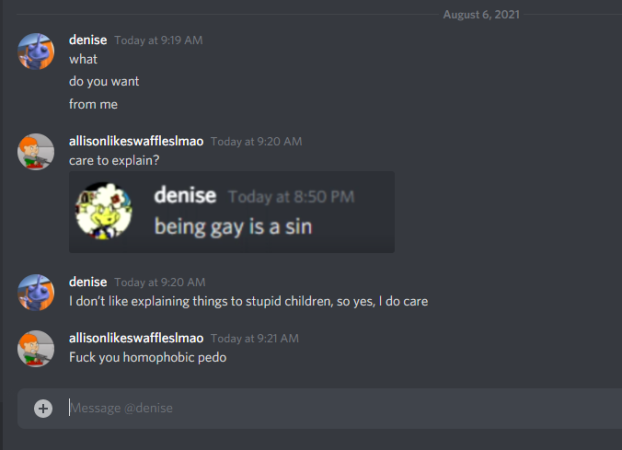 August 6, 2021
denise Today at 9:19 AM
what
do you want
from me
allisonlikeswaffleslmao Today at 9:20 AM
care to explain?
denise Today at 8:50 PM
being gay is a sin
denise Today at 9:20 AM
I don't like explaining things to stupid children, so yes, I do care
allisonlikeswaffleslmao Today at 9:21 AM
Fuck you homophobic pedo
Message @denise